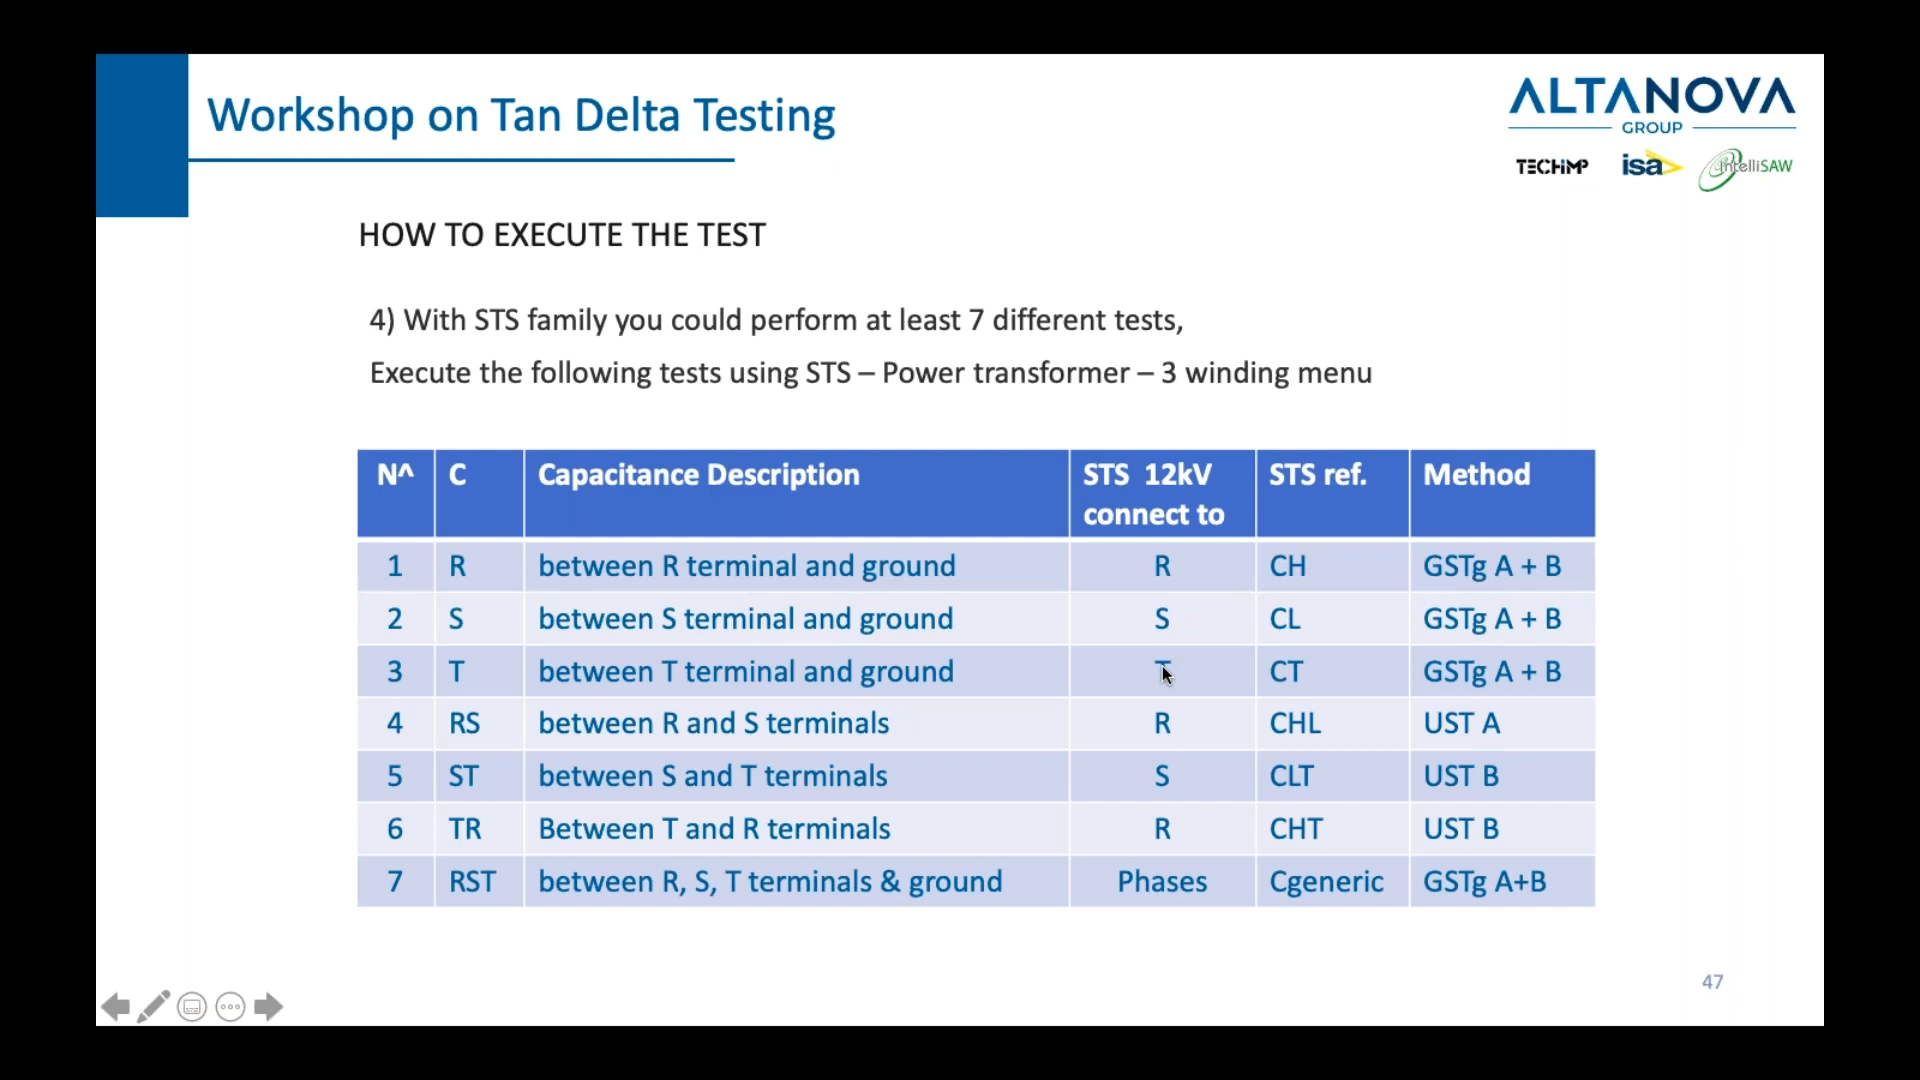 Workshop on Tan Delta Testing
ALTANOVA
GROUP
TECHIMP
isa
IntelliSAW
HOW TO EXECUTE THE TEST
4) With STS family you could perform at least 7 different tests,
Execute the following tests using STS – Power transformer – 3 winding menu
N^ C Capacitance Description STS 12kV connect to STS ref. Method
1 R between R terminal and ground R CH GSTg A + B
2 S between S terminal and ground S CL GSTg A + B
3 T between T terminal and ground T CT GSTg A + B
4 RS between R and S terminals R CHL UST A
5 ST between S and T terminals S CLT UST B
6 TR Between T and R terminals R CHT UST B
7 RST between R, S, T terminals & ground Phases Cgeneric GSTg A+B
47